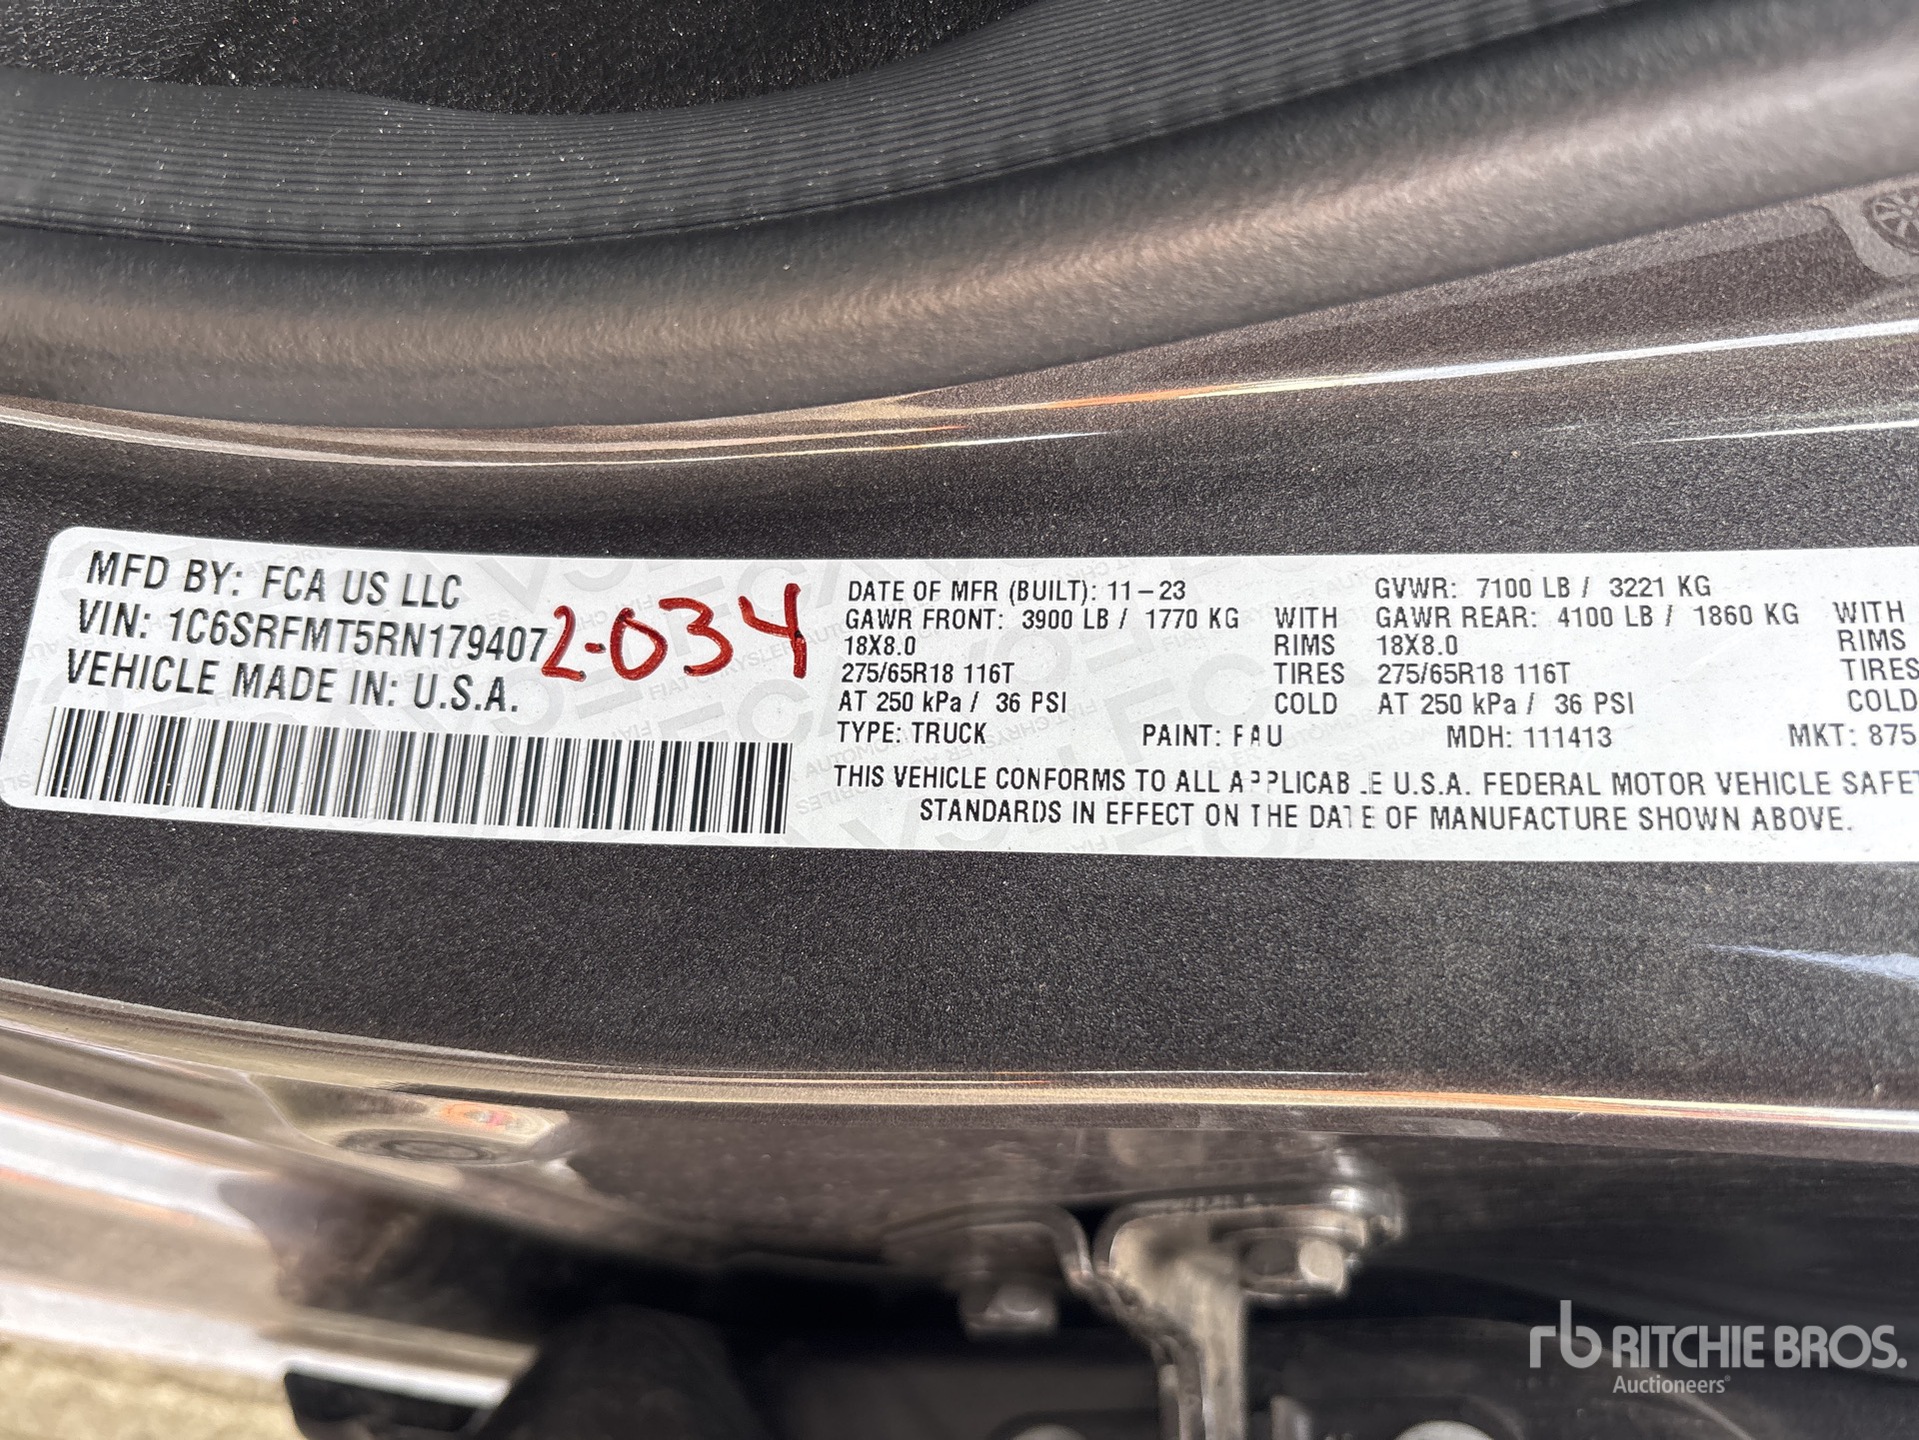 MFD BY: FCA US LLC
VIN: 1C6SRFMT5RN179407
2-034
VEHICLE MADE IN: U.S.A.
DATE OF MFR (BUILT): 11-23 GVWR: 7100 LB / 3221 KG
GAWR FRONT: 3900 LB / 1770 KG WITH GAWR REAR: 4100 LB / 1860 KG WITH
18X8.0 RIMS 18X8.0 RIMS
275/65R18 116T TIRES 275/65R18 116T TIRES
AT 250 kPa / 36 PSI COLD AT 250 kPa / 36 PSI COLD
TYPE: TRUCK PAINT: FAU MDH: 111413 MKT: 875
THIS VEHICLE CONFORMS TO ALL APPLICABLE U.S.A. FEDERAL MOTOR VEHICLE SAFET
STANDARDS IN EFFECT ON THE DATE OF MANUFACTURE SHOWN ABOVE.
rb RITCHIE BROS.
Auctioneers